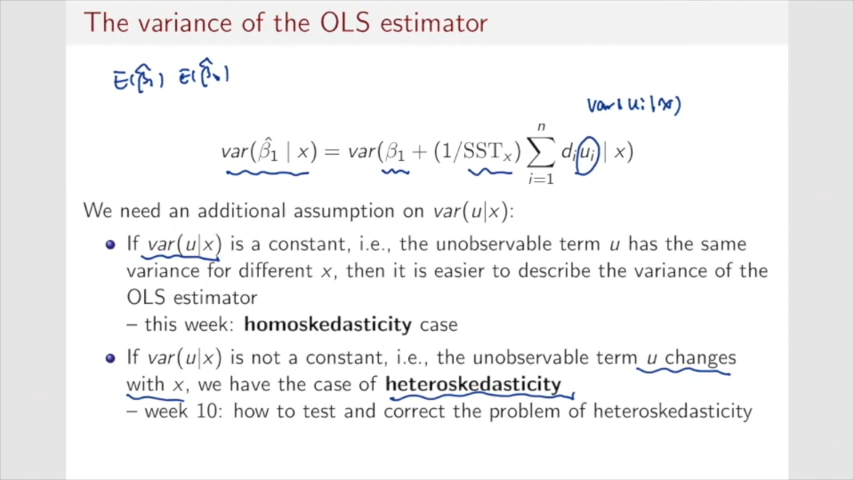 The variance of the OLS estimator
E(β̂₁) E(β̂₀)
var(uᵢ|x)
var(β̂₁ | x) = var(β₁ + (1/SSTₓ) ∑ⁿᵢ₌₁ dᵢuᵢ | x)
We need an additional assumption on var(u|x):
• If var(u|x) is a constant, i.e., the unobservable term u has the same
variance for different x, then it is easier to describe the variance of the
OLS estimator
– this week: homoskedasticity case
• If var(u|x) is not a constant, i.e., the unobservable term u changes
with x, we have the case of heteroskedasticity
– week 10: how to test and correct the problem of heteroskedasticity